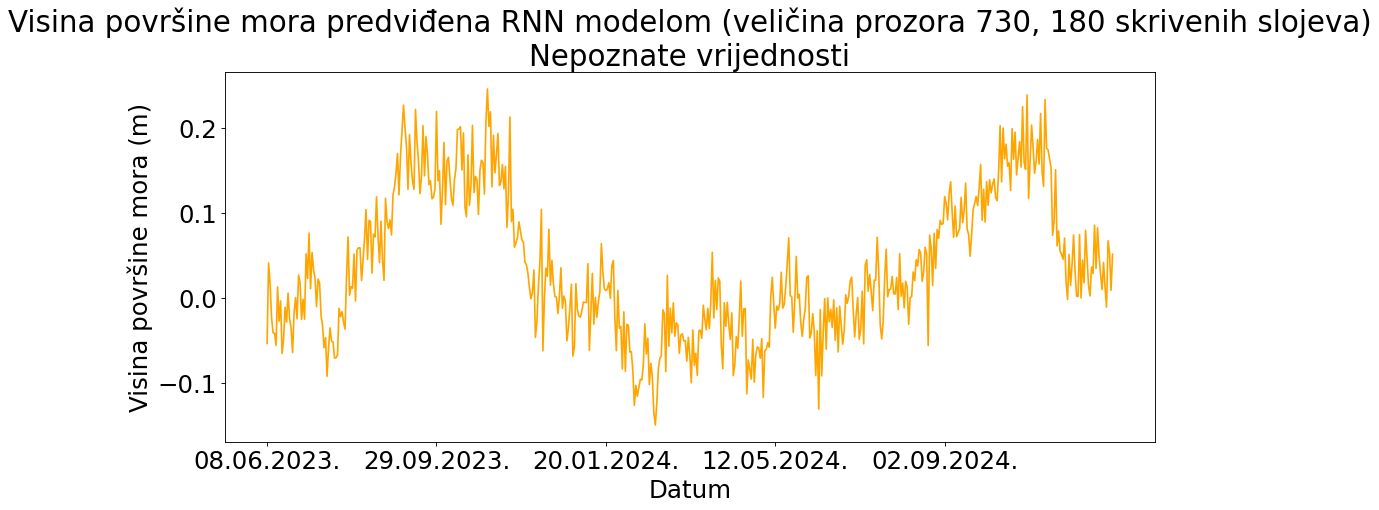 Visina površine mora predviđena RNN modelom (veličina prozora 730, 180 skrivenih slojeva)
Nepoznate vrijednosti
Visina površine mora (m)
0.2
0.1
0.0
−0.1
08.06.2023. 29.09.2023. 20.01.2024. 12.05.2024. 02.09.2024.
Datum